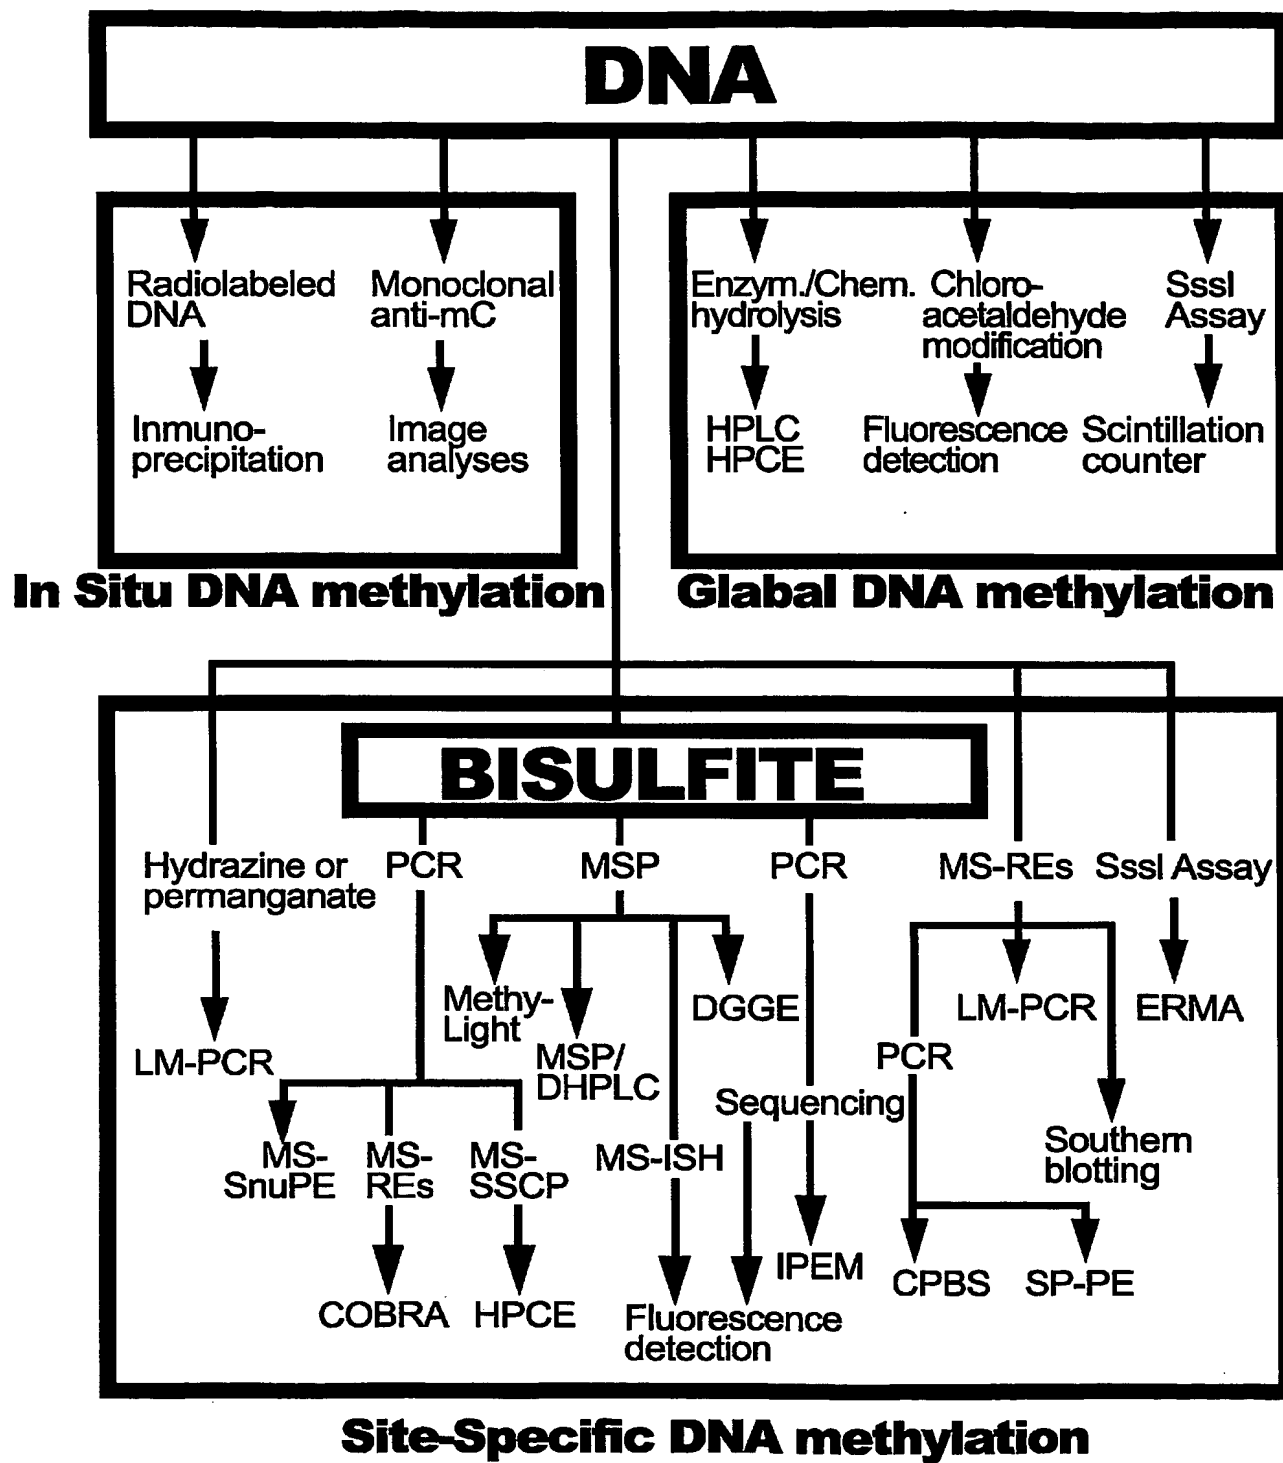 DNA
Radiolabeled
DNA
Inmuno-
precipitation
Monoclonal
anti-mC
Image
analyses
In Situ DNA methylation
Enzym./Chem.
hydrolysis
HPLC
HPCE
Chloro-
acetaldehyde
modification
Fluorescence
detection
SssI
Assay
Scintillation
counter
Glabal DNA methylation
BISULFITE
Hydrazine or
permanganate
LM-PCR
PCR
MS-
SnuPE
MS-
REs
COBRA
MS-
SSCP
HPCE
MSP
Methy-
Light
MSP/
DHPLC
MS-ISH
DGGE
Fluorescence
detection
PCR
Sequencing
IPEM
MS-REs
PCR
LM-PCR
Southern
blotting
CPBS
SP-PE
SssI Assay
ERMA
Site-Specific DNA methylation